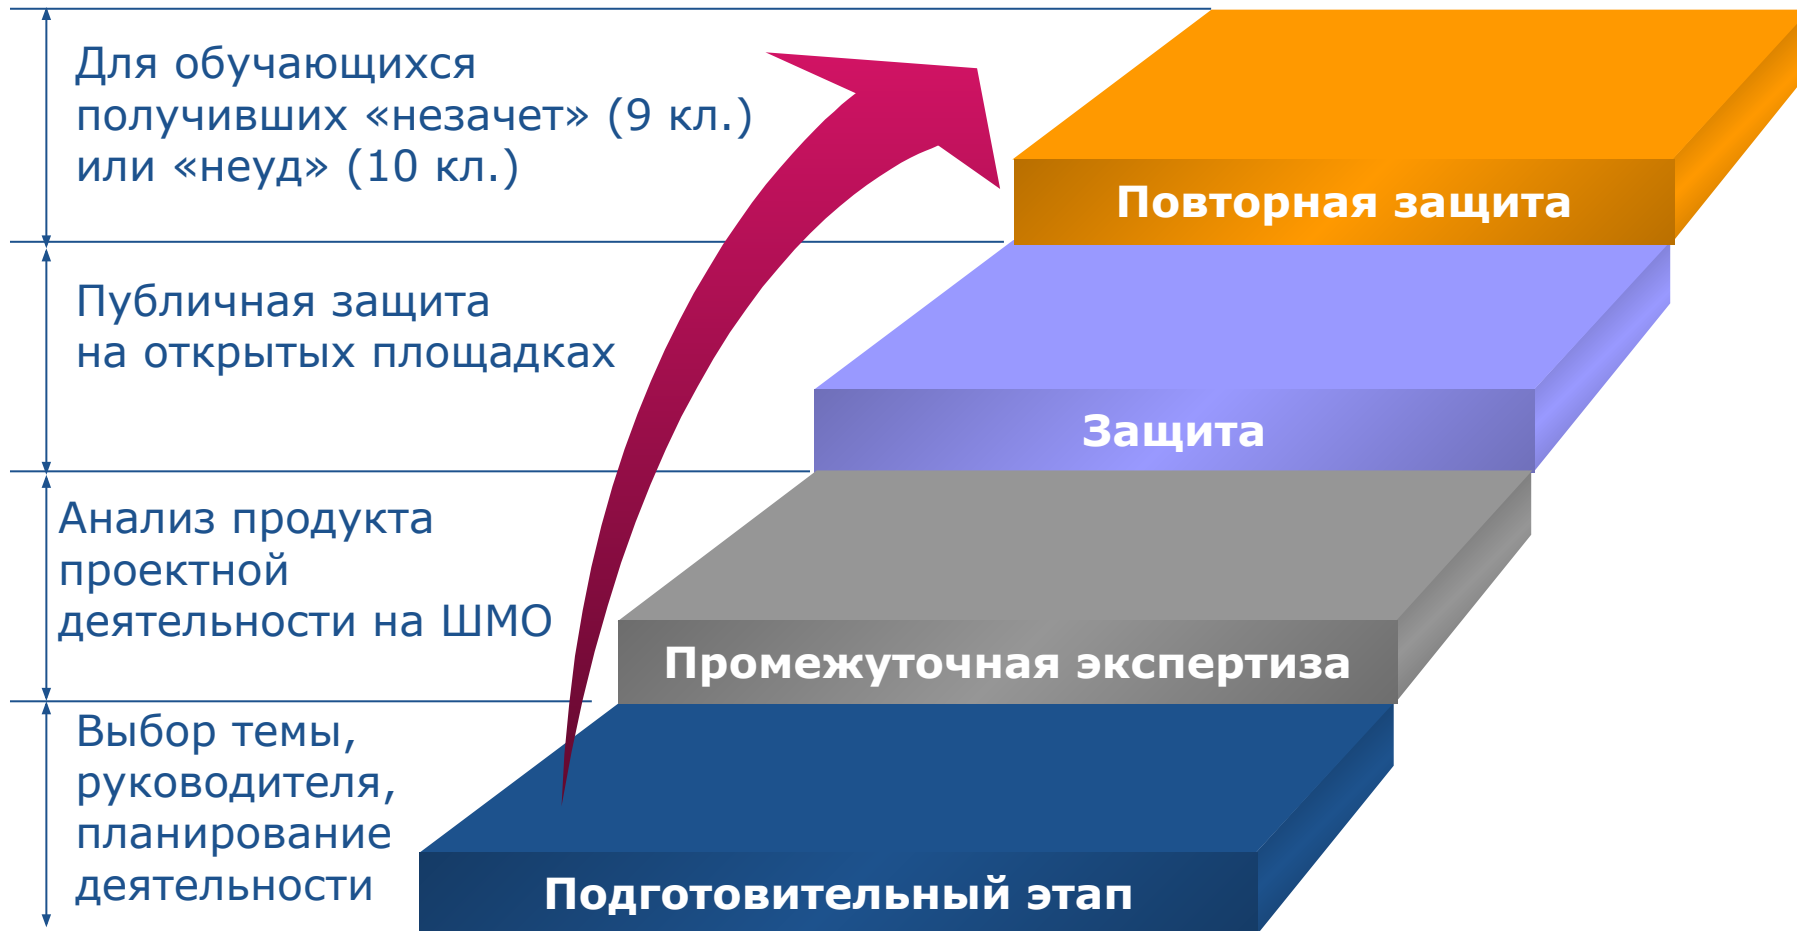 Для обучающихся
получивших «незачет» (9 кл.)
или «неуд» (10 кл.)
Повторная защита
Публичная защита
на открытых площадках
Защита
Анализ продукта
проектной
деятельности на ШМО
Промежуточная экспертиза
Выбор темы,
руководителя,
планирование
деятельности
Подготовительный этап